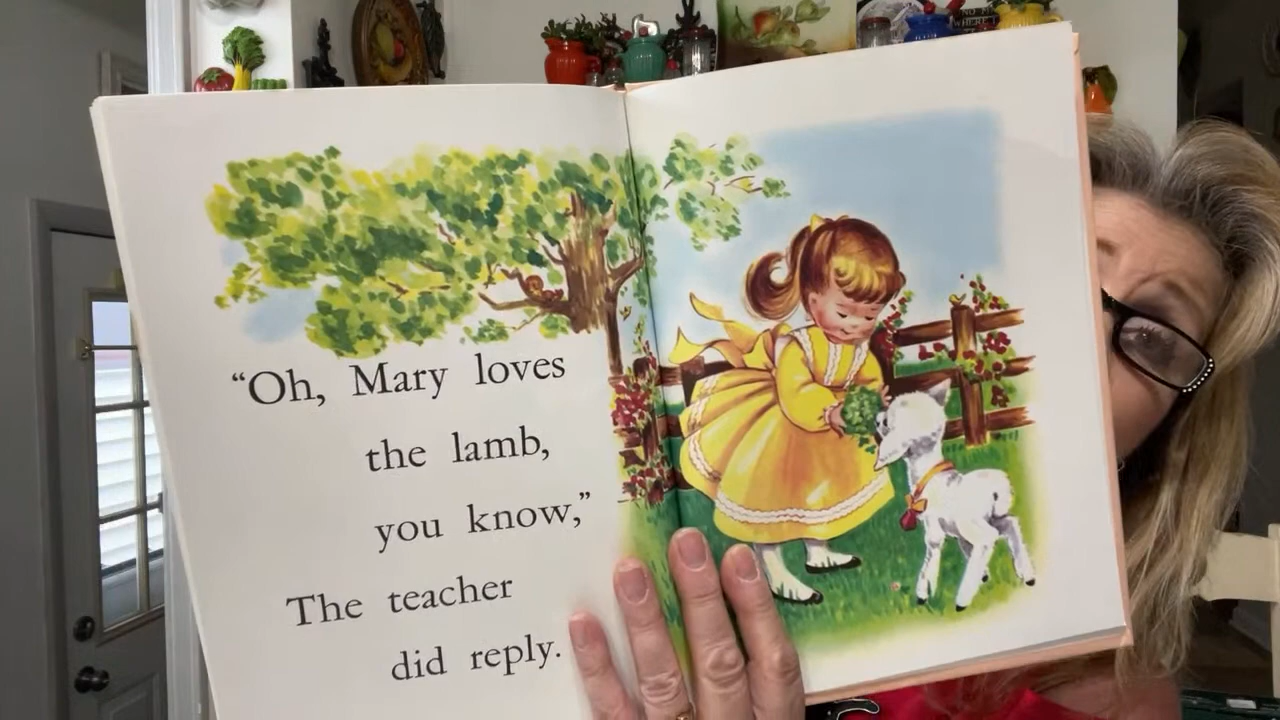 “Oh, Mary loves
the lamb,
you know,”
The teacher
did reply.